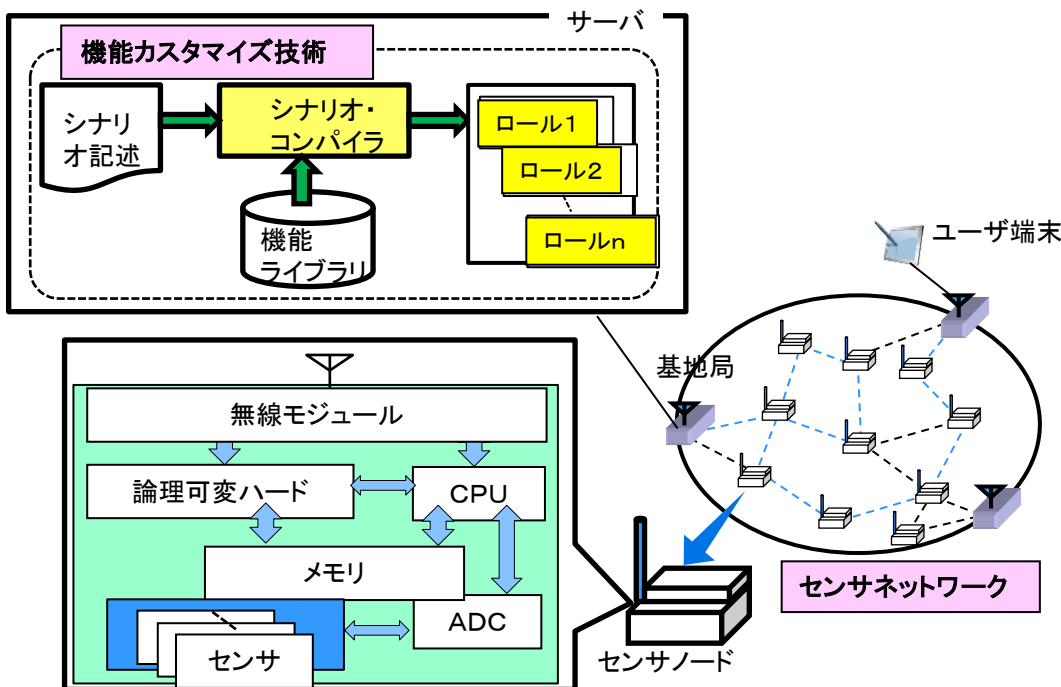 サーバ
機能カスタマイズ技術
シナリ
オ記述
シナリオ・
コンパイラ
機能
ライブラリ
ロール1
ロール2
ロールn
ユーザ端末
基地局
無線モジュール
論理可変ハード
CPU
メモリ
ADC
センサ
センサノード
センサネットワーク